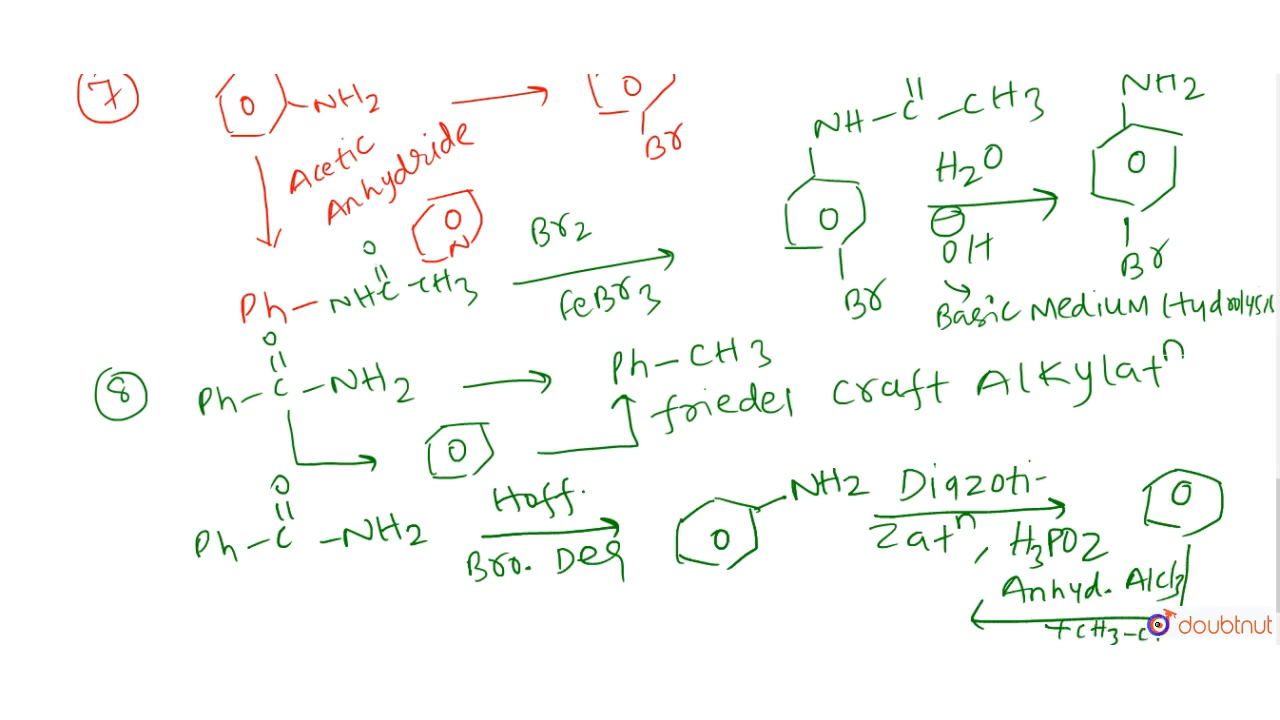 7
NH2
Br
Acetic
Anhydride
N
O
Ph-NHC-CH3
Br2
FeBr3
NH-C-CH3
Br
H2O
OH
NH2
Br
Basic Medium Hydrolysis
8
O
Ph-C-NH2
Ph-CH3
friedel craft Alkylatn
O
Ph-C-NH2
Hoff.
Bro. Deg
NH2
Diazoti-
zatn, H3PO2
Anhyd. AlCl3
+CH3-C
doubtnut